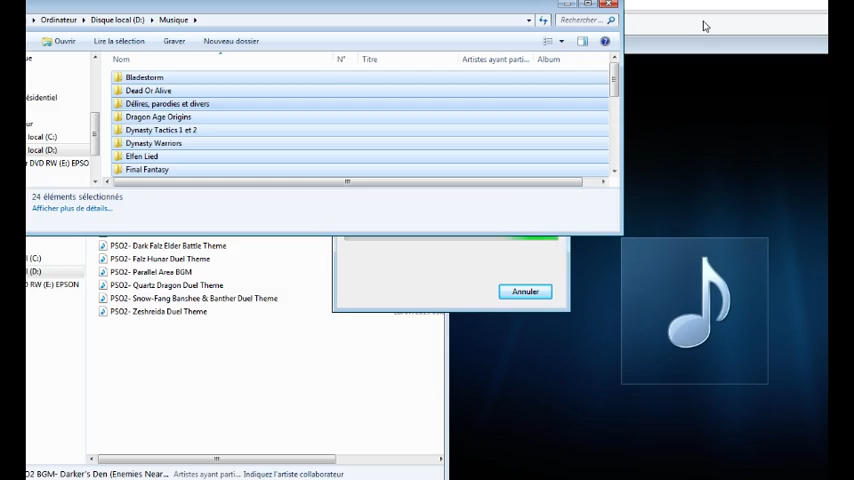 Ordinateur ▸ Disque local (D:) ▸ Musique ▸
Rechercher...
Ouvrir Lire la sélection Graver Nouveau dossier
Nom N° Titre Artistes ayant parti... Album
Bladestorm
Dead Or Alive
Délires, parodies et divers
Dragon Age Origins
Dynasty Tactics 1 et 2
Dynasty Warriors
Elfen Lied
Final Fantasy
ésidentiel
local (C:)
local (D:)
DVD RW (E:) EPSO
24 éléments sélectionnés
Afficher plus de détails...
PSO2- Dark Falz Elder Battle Theme
PSO2- Falz Hunar Duel Theme
PSO2- Parallel Area BGM
PSO2- Quartz Dragon Duel Theme
PSO2- Snow-Fang Banshee & Banther Duel Theme
PSO2- Zeshreida Duel Theme
(C:)
(D:)
RW (E:) EPSON
Annuler
SO2 BGM- Darker's Den (Enemies Near... Artistes ayant parti... Indiquez l'artiste collaborateur